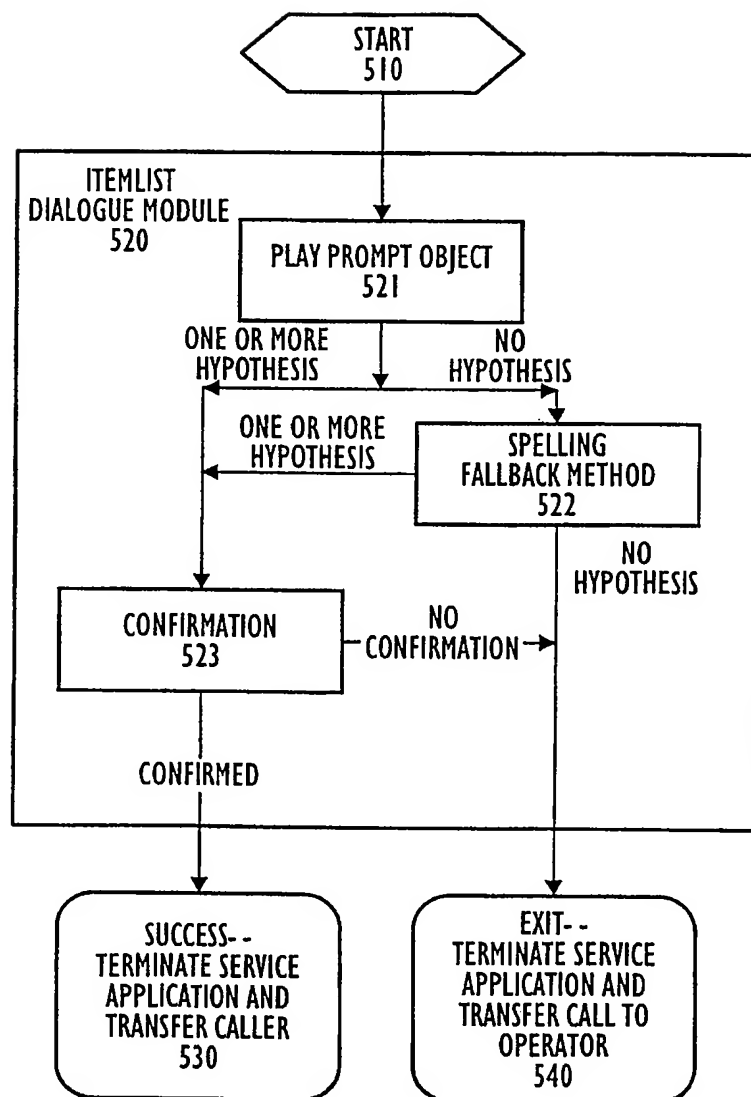 START
510
ITEMLIST
DIALOGUE MODULE
520
PLAY PROMPT OBJECT
521
ONE OR MORE
HYPOTHESIS
NO
HYPOTHESIS
ONE OR MORE
HYPOTHESIS
SPELLING
FALLBACK METHOD
522
NO
HYPOTHESIS
CONFIRMATION
523
NO
CONFIRMATION
CONFIRMED
SUCCESS--
TERMINATE SERVICE
APPLICATION AND
TRANSFER CALLER
530
EXIT--
TERMINATE SERVICE
APPLICATION AND
TRANSFER CALL TO
OPERATOR
540